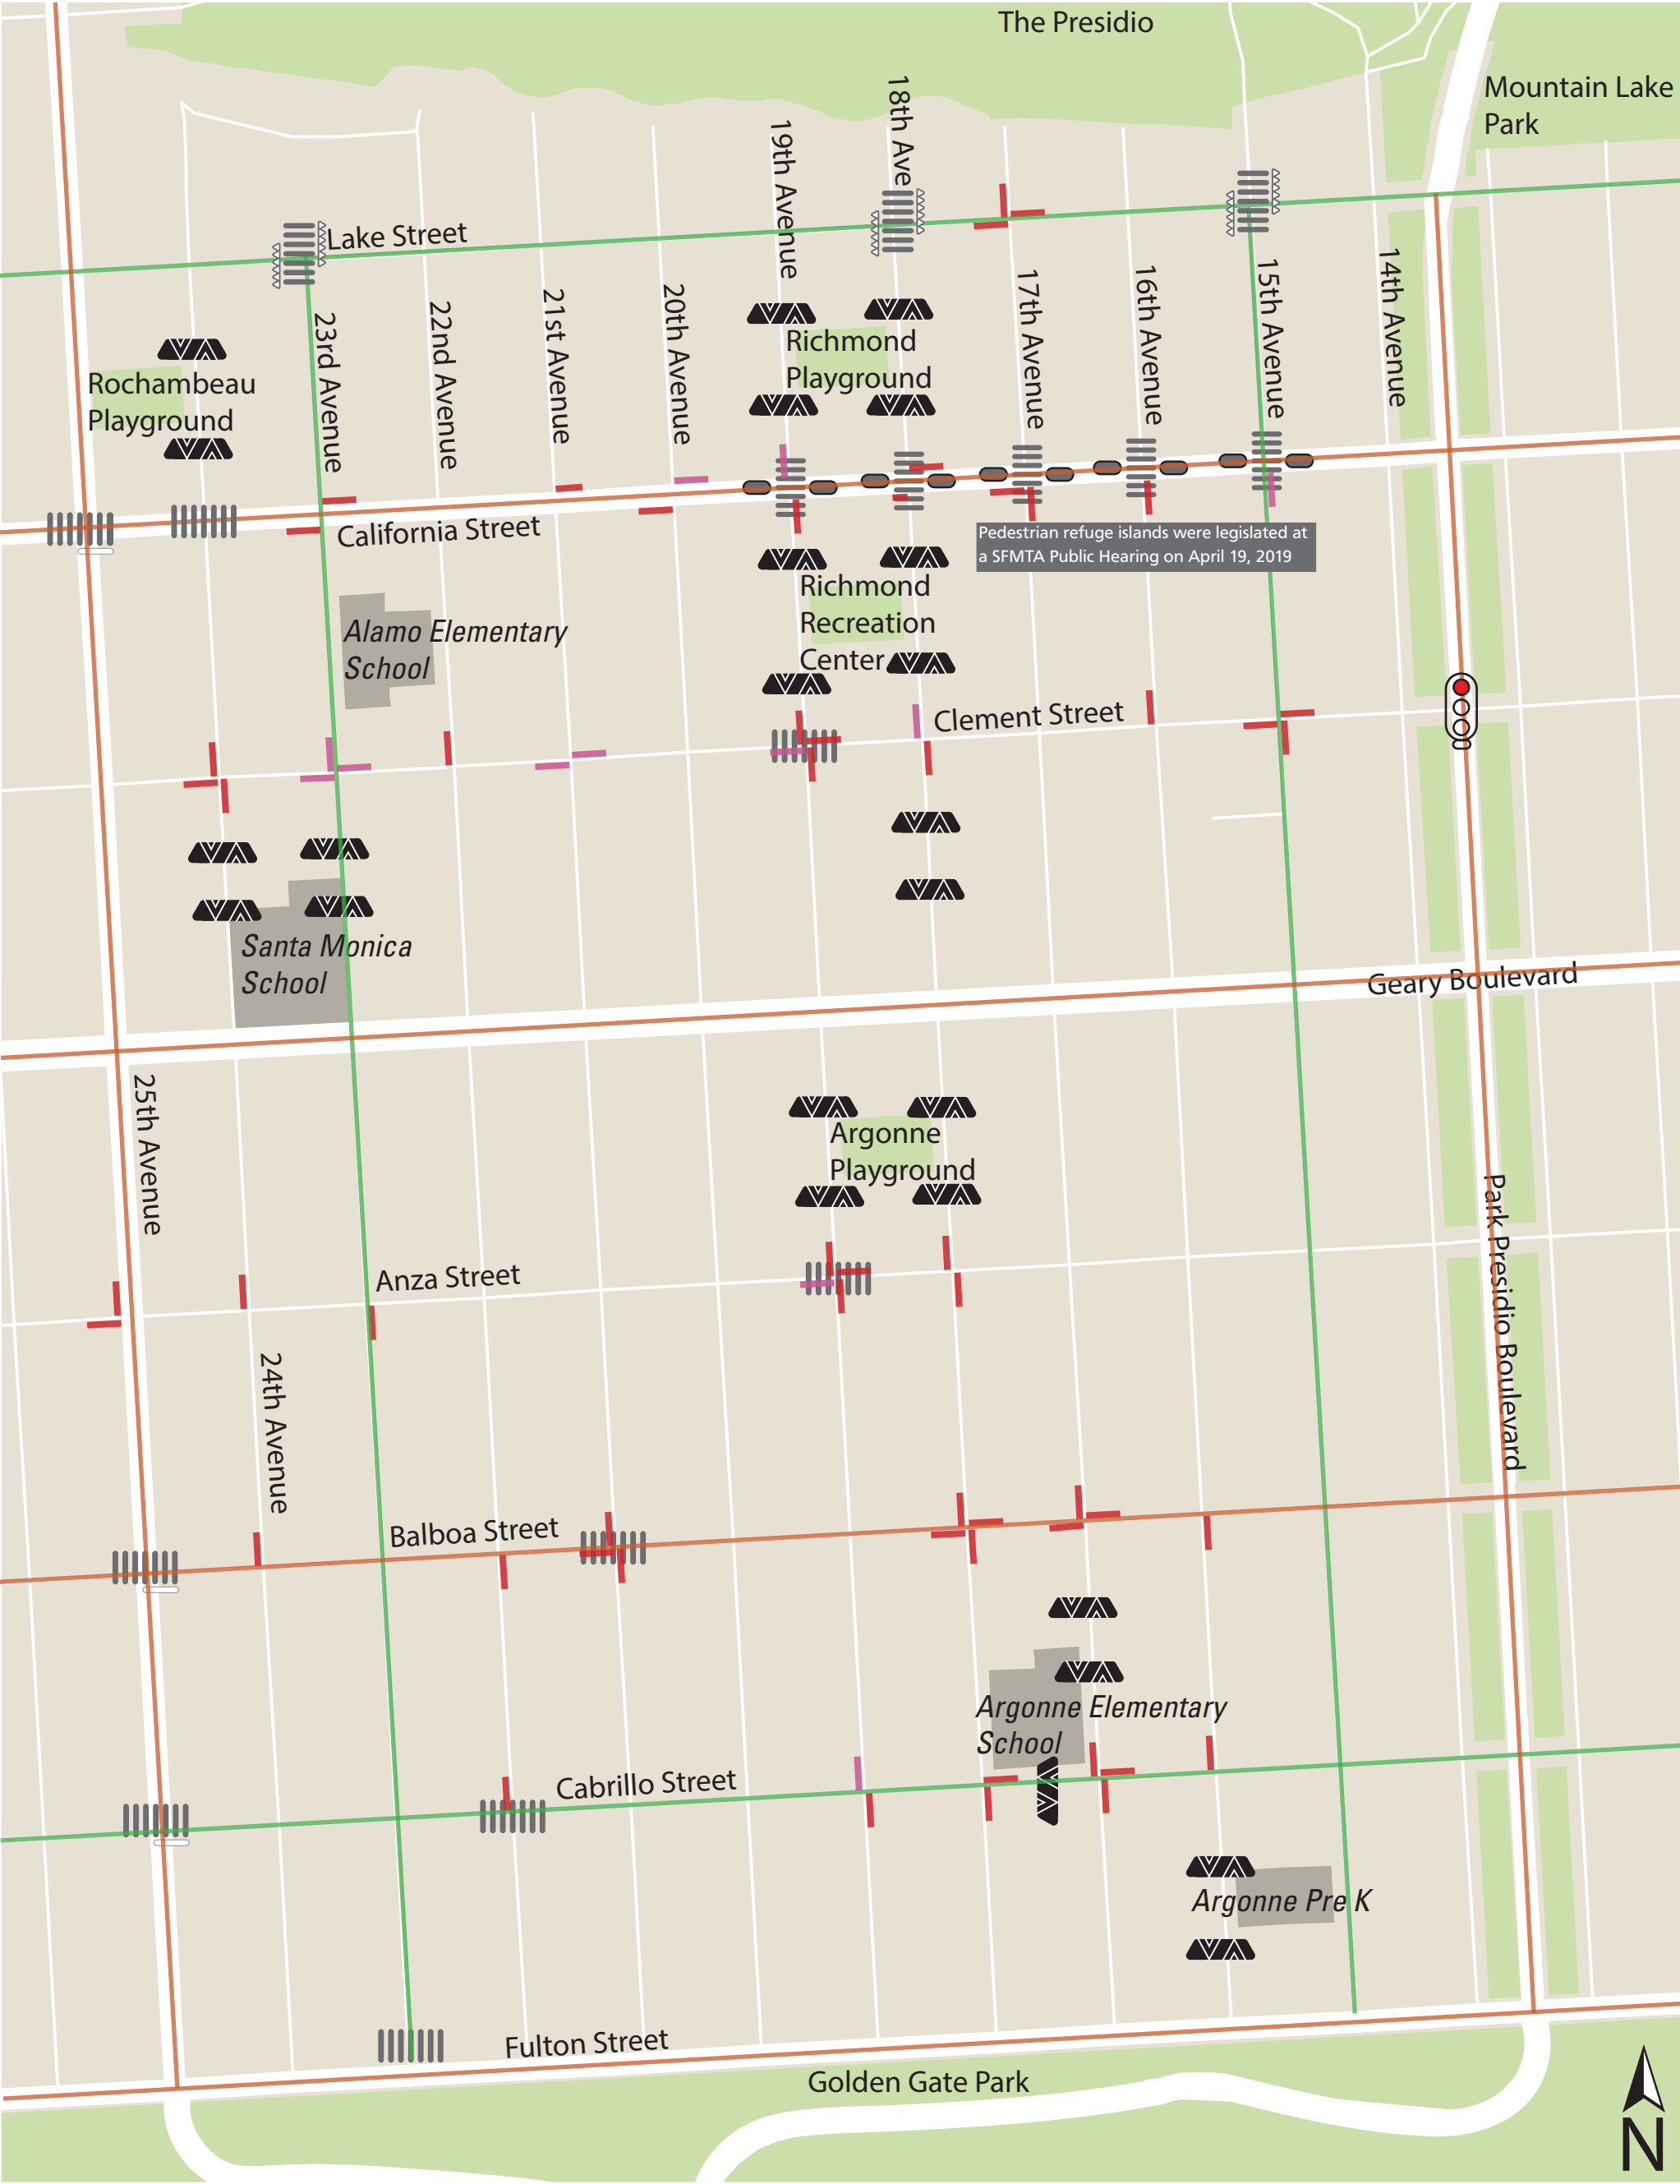 The Presidio
Mountain Lake
Park
18th Ave
19th Avenue
Lake Street
23rd Avenue
22nd Avenue
21st Avenue
20th Avenue
17th Avenue
16th Avenue
15th Avenue
14th Avenue
Richmond
Playground
Rochambeau
Playground
California Street
Pedestrian refuge islands were legislated at
a SFMTA Public Hearing on April 19, 2019
Richmond
Recreation
Center
Alamo Elementary
School
Clement Street
Santa Monica
School
Geary Boulevard
25th Avenue
Argonne
Playground
Park Presidio Boulevard
Anza Street
24th Avenue
Balboa Street
Argonne Elementary
School
Cabrillo Street
Argonne Pre K
Fulton Street
Golden Gate Park
N